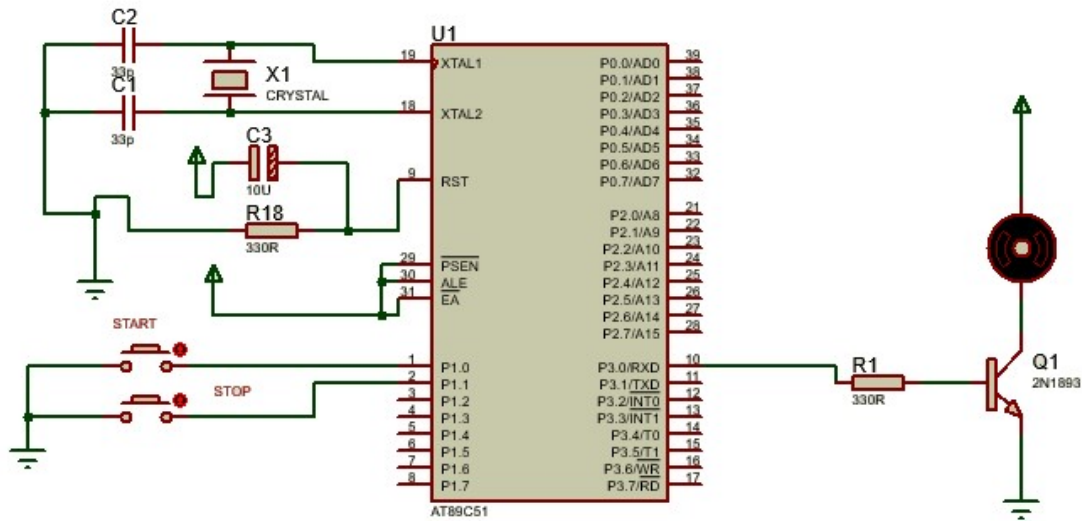 C2
33p
C1
33p
X1
CRYSTAL
C3
10U
R18
330R
START
STOP
U1
19 XTAL1
18 XTAL2
9 RST
29 PSEN
30 ALE
31 EA
1 P1.0
2 P1.1
3 P1.2
4 P1.3
5 P1.4
6 P1.5
7 P1.6
8 P1.7
P0.0/AD0 39
P0.1/AD1 38
P0.2/AD2 37
P0.3/AD3 36
P0.4/AD4 35
P0.5/AD5 34
P0.6/AD6 33
P0.7/AD7 32
P2.0/A8 21
P2.1/A9 22
P2.2/A10 23
P2.3/A11 24
P2.4/A12 25
P2.5/A13 26
P2.6/A14 27
P2.7/A15 28
P3.0/RXD 10
P3.1/TXD 11
P3.2/INT0 12
P3.3/INT1 13
P3.4/T0 14
P3.5/T1 15
P3.6/WR 16
P3.7/RD 17
AT89C51
R1
330R
Q1
2N1893